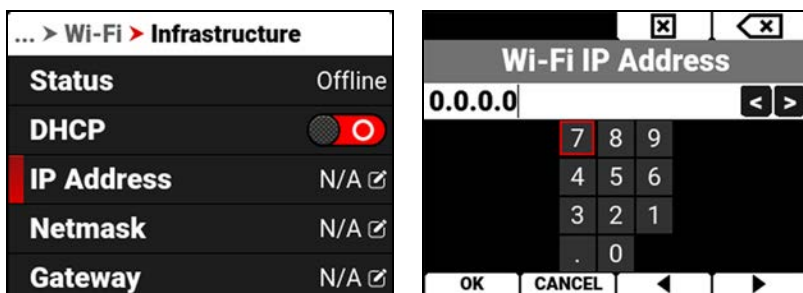 ... > Wi-Fi > Infrastructure
Status Offline
DHCP
IP Address N/A
Netmask N/A
Gateway N/A
Wi-Fi IP Address
0.0.0.0
< >
7 8 9
4 5 6
3 2 1
. 0
OK CANCEL ◀ ▶